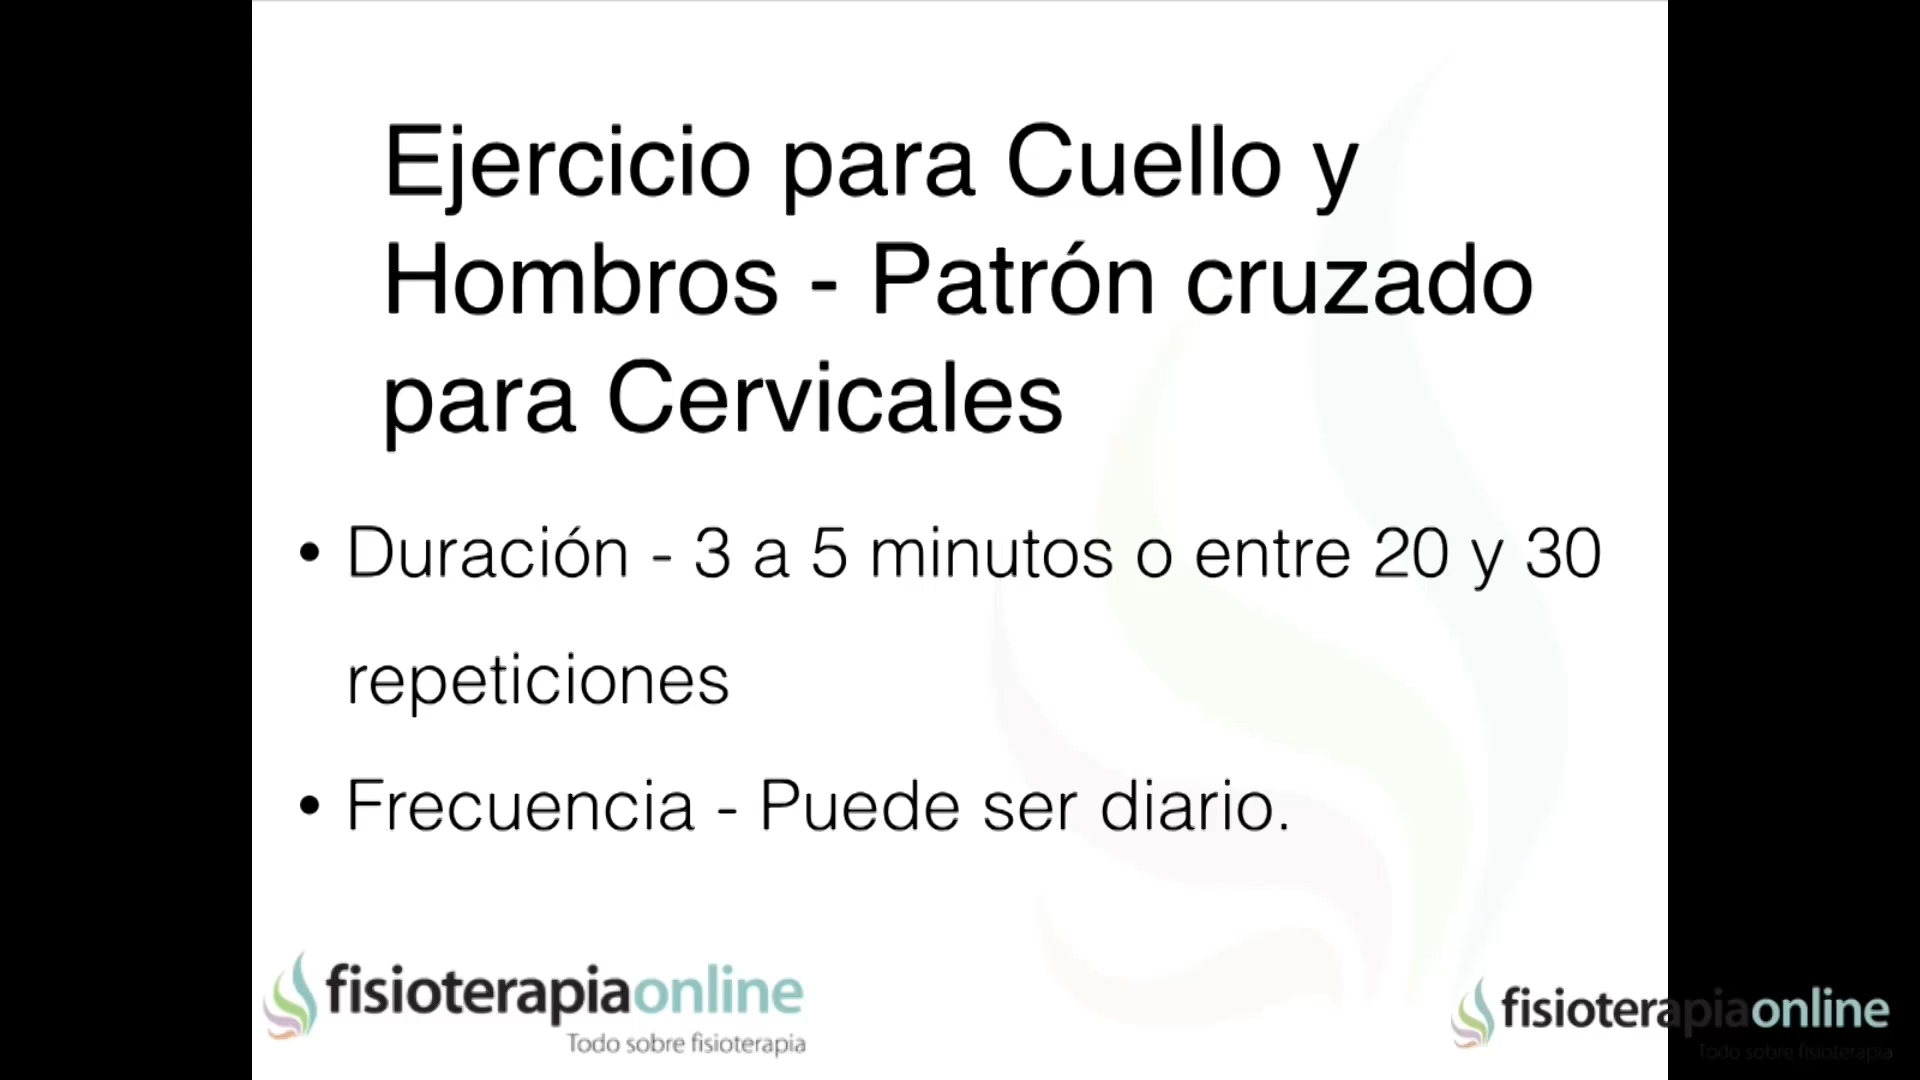 Ejercicio para Cuello y
Hombros - Patrón cruzado
para Cervicales
• Duración - 3 a 5 minutos o entre 20 y 30
repeticiones
• Frecuencia - Puede ser diario.
fisioterapiaonline
Todo sobre fisioterapia
fisioterapiaonline
Todo sobre fisioterapia